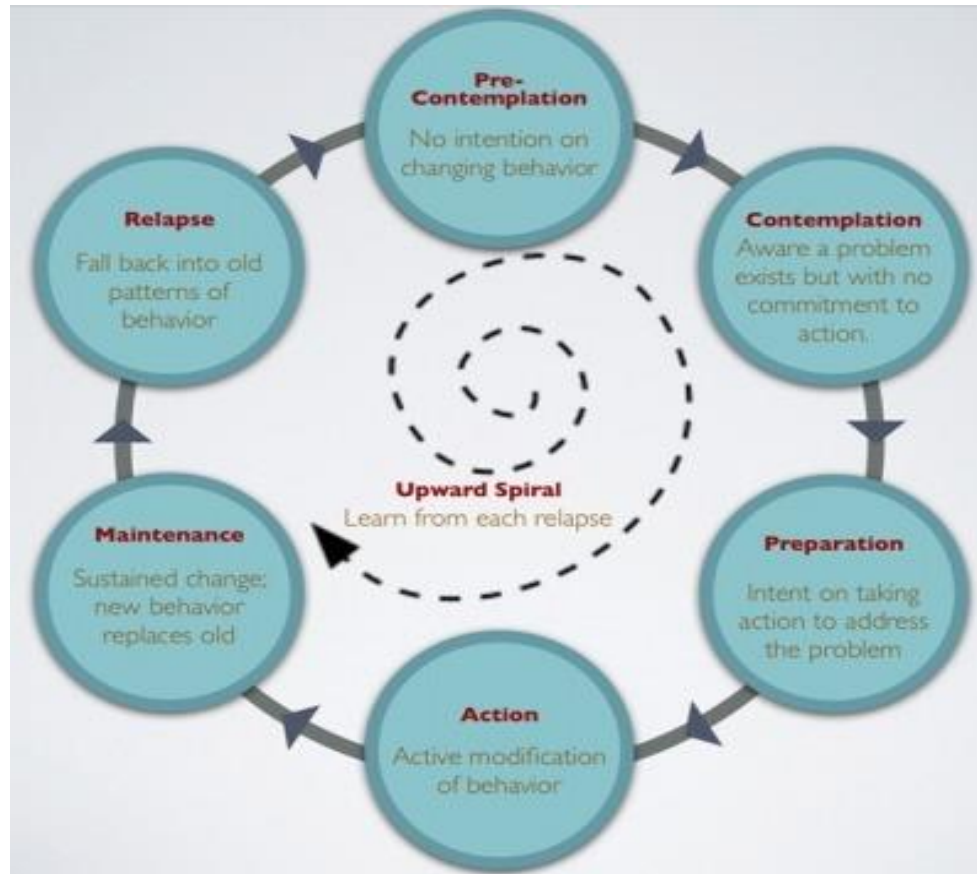 Pre-
Contemplation
No intention on
changing behavior
Contemplation
Aware a problem
exists but with no
commitment to
action.
Preparation
Intent on taking
action to address
the problem
Action
Active modification
of behavior
Maintenance
Sustained change;
new behavior
replaces old
Relapse
Fall back into old
patterns of
behavior
Upward Spiral
Learn from each relapse